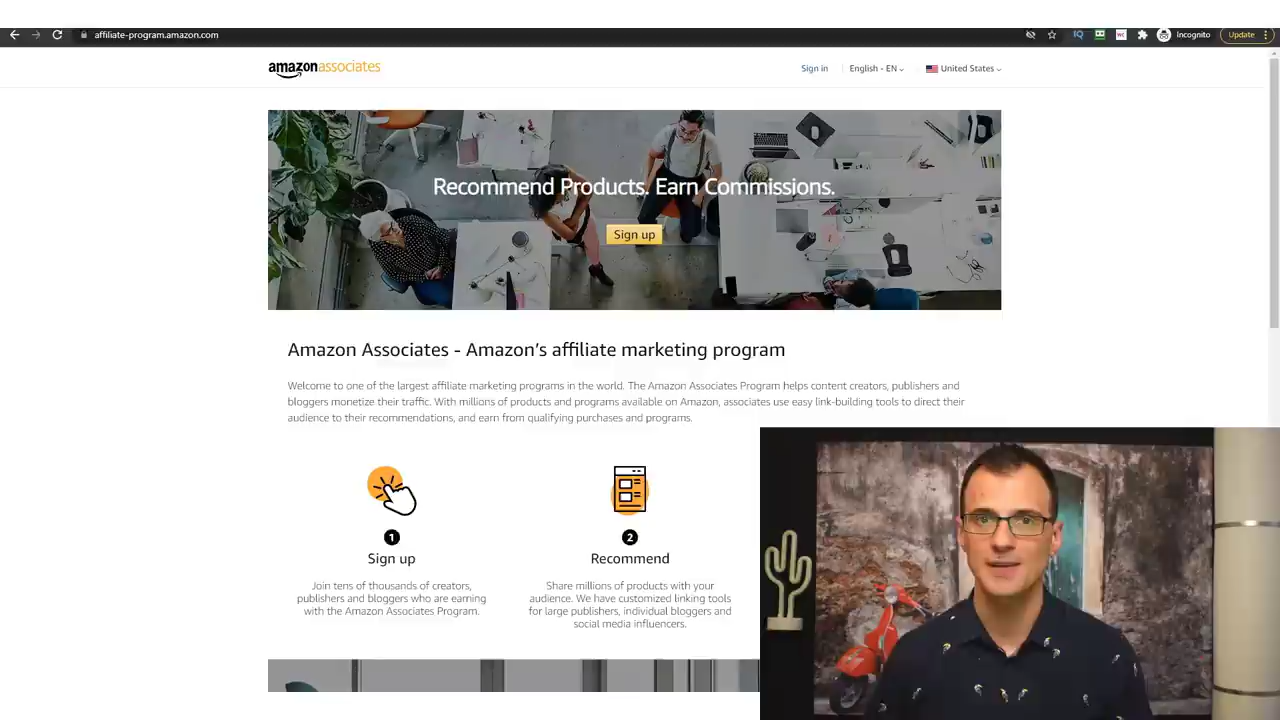 affiliate-program.amazon.com
Incognito
Update
amazonassociates
Sign in
English - EN
United States
Recommend Products. Earn Commissions.
Sign up
Amazon Associates - Amazon’s affiliate marketing program
Welcome to one of the largest affiliate marketing programs in the world. The Amazon Associates Program helps content creators, publishers and
bloggers monetize their traffic. With millions of products and programs available on Amazon, associates use easy link-building tools to direct their
audience to their recommendations, and earn from qualifying purchases and programs.
1
Sign up
Join tens of thousands of creators,
publishers and bloggers who are earning
with the Amazon Associates Program.
2
Recommend
Share millions of products with your
audience. We have customized linking tools
for large publishers, individual bloggers and
social media influencers.